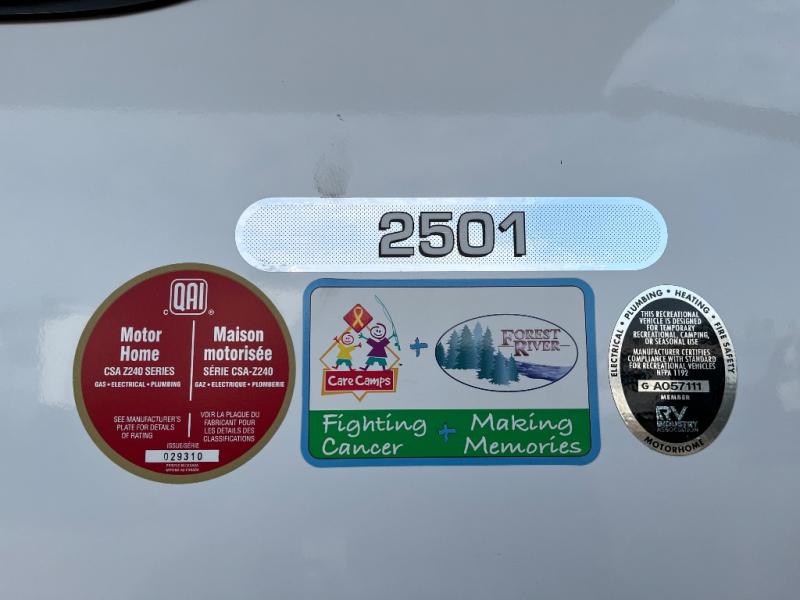 2501
QAI
C ®
Motor
Home
CSA Z240 SERIES
GAS • ELECTRICAL • PLUMBING
SEE MANUFACTURER'S
PLATE FOR DETAILS
OF RATING
Maison
motorisée
SÉRIE CSA-Z240
GAZ • ELECTRIQUE • PLOMBERIE
VOIR LA PLAQUE DU
FABRICANT POUR
LES DÉTAILS DES
CLASSIFICATIONS
ISSUE/SÉRIE
029310
Care Camps
+
FOREST
RIVER
Fighting
Cancer
+
Making
Memories
ELECTRICAL • PLUMBING • HEATING • FIRE SAFETY
THIS RECREATIONAL
VEHICLE IS DESIGNED
FOR TEMPORARY
RECREATIONAL, CAMPING,
OR SEASONAL USE
MANUFACTURER CERTIFIES
COMPLIANCE WITH STANDARD
FOR RECREATIONAL VEHICLES
NFPA 1192
G A057111
MEMBER
RV
INDUSTRY
ASSOCIATION
MOTORHOME